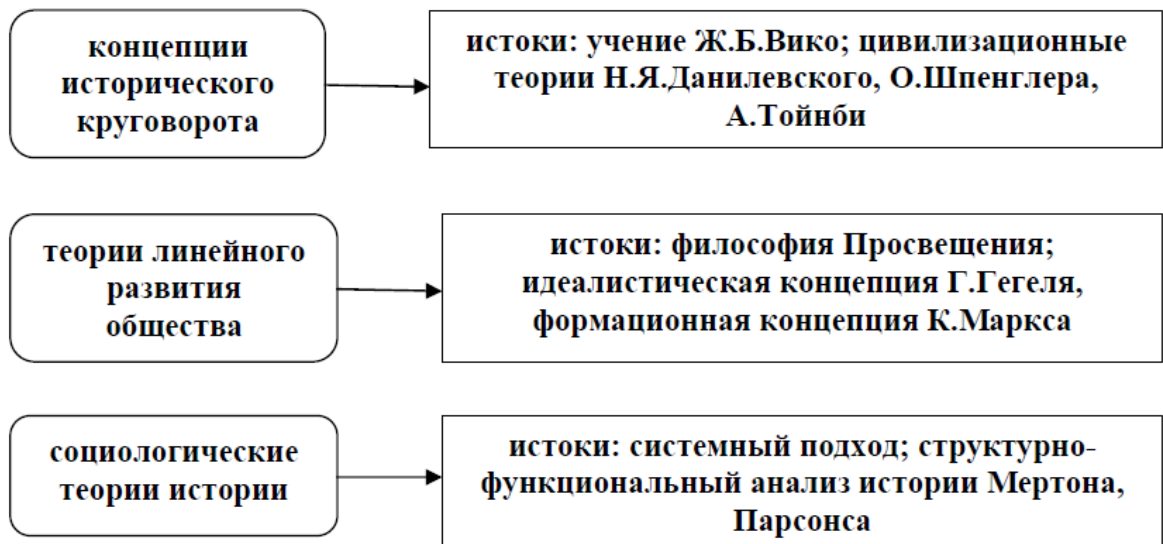 концепции
исторического
круговорота
истоки: учение Ж.Б.Вико; цивилизационные
теории Н.Я.Данилевского, О.Шпенглера,
А.Тойнби
теории линейного
развития
общества
истоки: философия Просвещения;
идеалистическая концепция Г.Гегеля,
формационная концепция К.Маркса
социологические
теории истории
истоки: системный подход; структурно-
функциональный анализ истории Мертона,
Парсонса